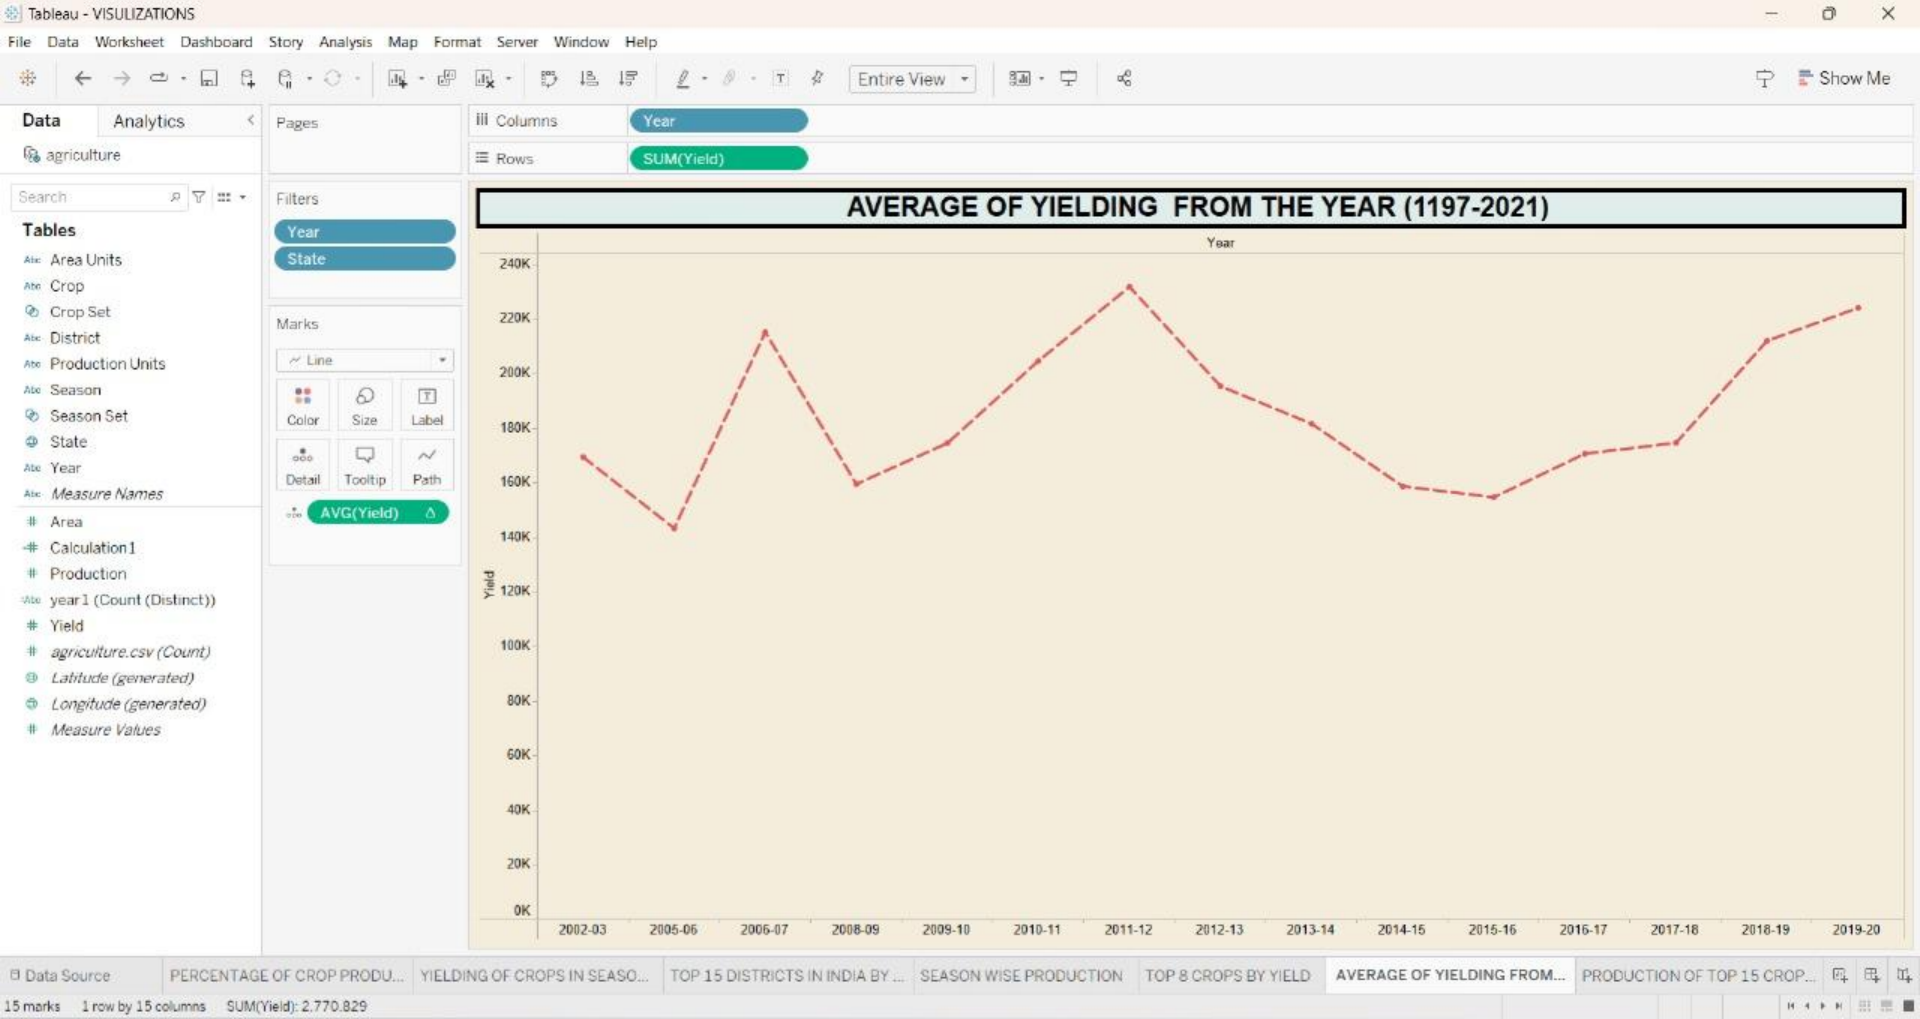 Tableau - VISULIZATIONS
File Data Worksheet Dashboard Story Analysis Map Format Server Window Help
Entire View
Show Me
Data Analytics
agriculture
Search
Tables
Abc Area Units
Abc Crop
Crop Set
Abc District
Abc Production Units
Abc Season
Season Set
State
Abc Year
Abc Measure Names
# Area
=# Calculation1
# Production
=Abc year1 (Count (Distinct))
# Yield
# agriculture.csv (Count)
Latitude (generated)
Longitude (generated)
# Measure Values
Pages
Filters
Year
State
Marks
Line
Color Size Label
Detail Tooltip Path
AVG(Yield)
Columns Year
Rows SUM(Yield)
AVERAGE OF YIELDING FROM THE YEAR (1197-2021)
Year
240K
220K
200K
180K
160K
140K
Yield
120K
100K
80K
60K
40K
20K
0K
2002-03 2005-06 2006-07 2008-09 2009-10 2010-11 2011-12 2012-13 2013-14 2014-15 2015-16 2016-17 2017-18 2018-19 2019-20
Data Source PERCENTAGE OF CROP PRODU... YIELDING OF CROPS IN SEASO... TOP 15 DISTRICTS IN INDIA BY ... SEASON WISE PRODUCTION TOP 8 CROPS BY YIELD AVERAGE OF YIELDING FROM... PRODUCTION OF TOP 15 CROP...
15 marks 1 row by 15 columns SUM(Yield): 2,770,829